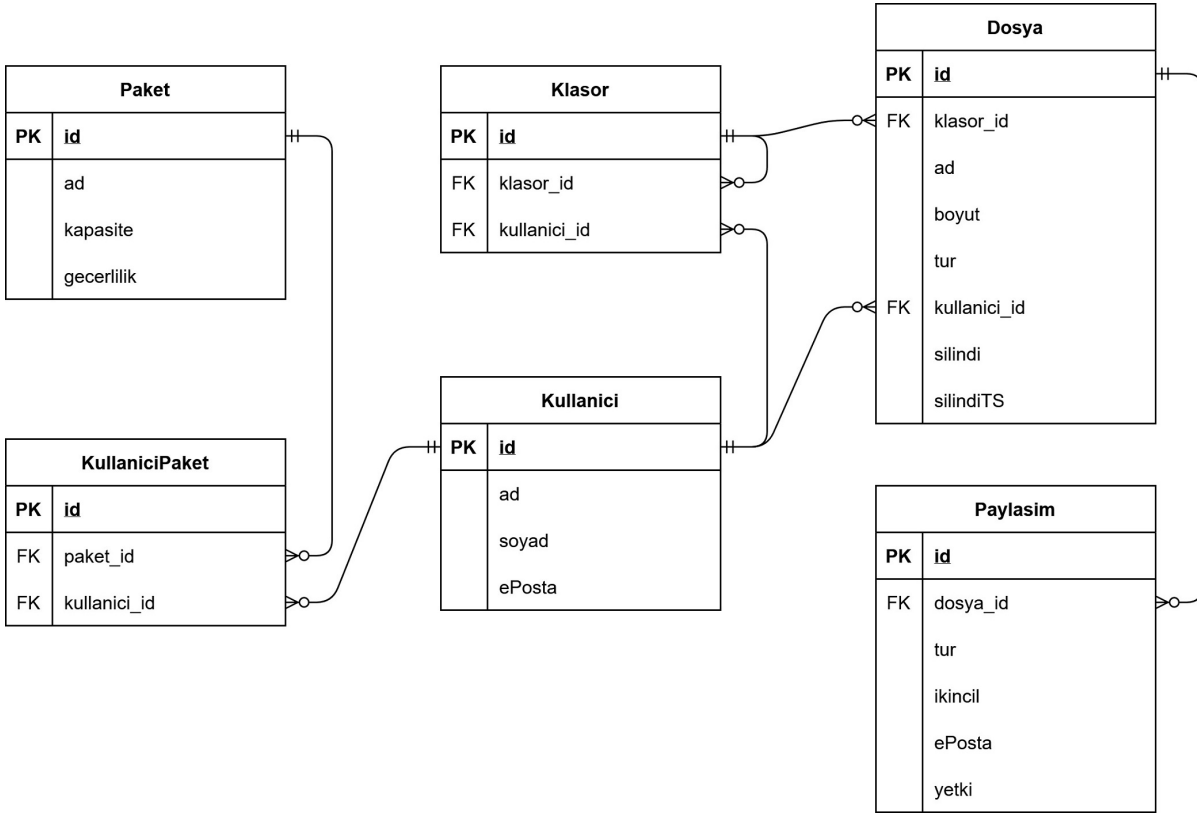 Paket
PK id
ad
kapasite
gecerlilik
KullaniciPaket
PK id
FK paket_id
FK kullanici_id
Klasor
PK id
FK klasor_id
FK kullanici_id
Kullanici
PK id
ad
soyad
ePosta
Dosya
PK id
FK klasor_id
ad
boyut
tur
FK kullanici_id
silindi
silindiTS
Paylasim
PK id
FK dosya_id
tur
ikincil
ePosta
yetki